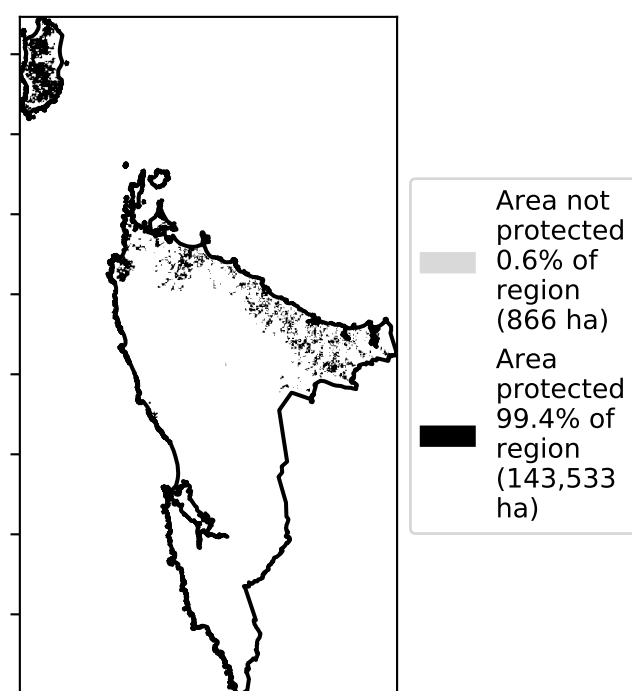 Area not
protected
0.6% of
region
(866 ha)
Area
protected
99.4% of
region
(143,533
ha)